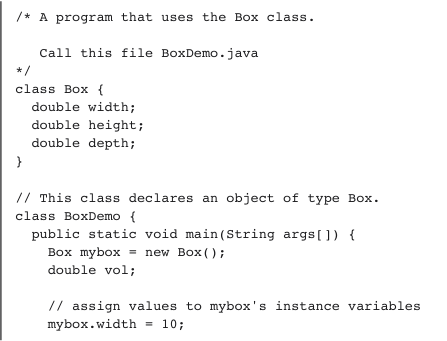 /* A program that uses the Box class.
Call this file BoxDemo.java
*/
class Box {
double width;
double height;
double depth;
}
// This class declares an object of type Box.
class BoxDemo {
public static void main(String args[]) {
Box mybox = new Box();
double vol;
// assign values to mybox's instance variables
mybox.width = 10;